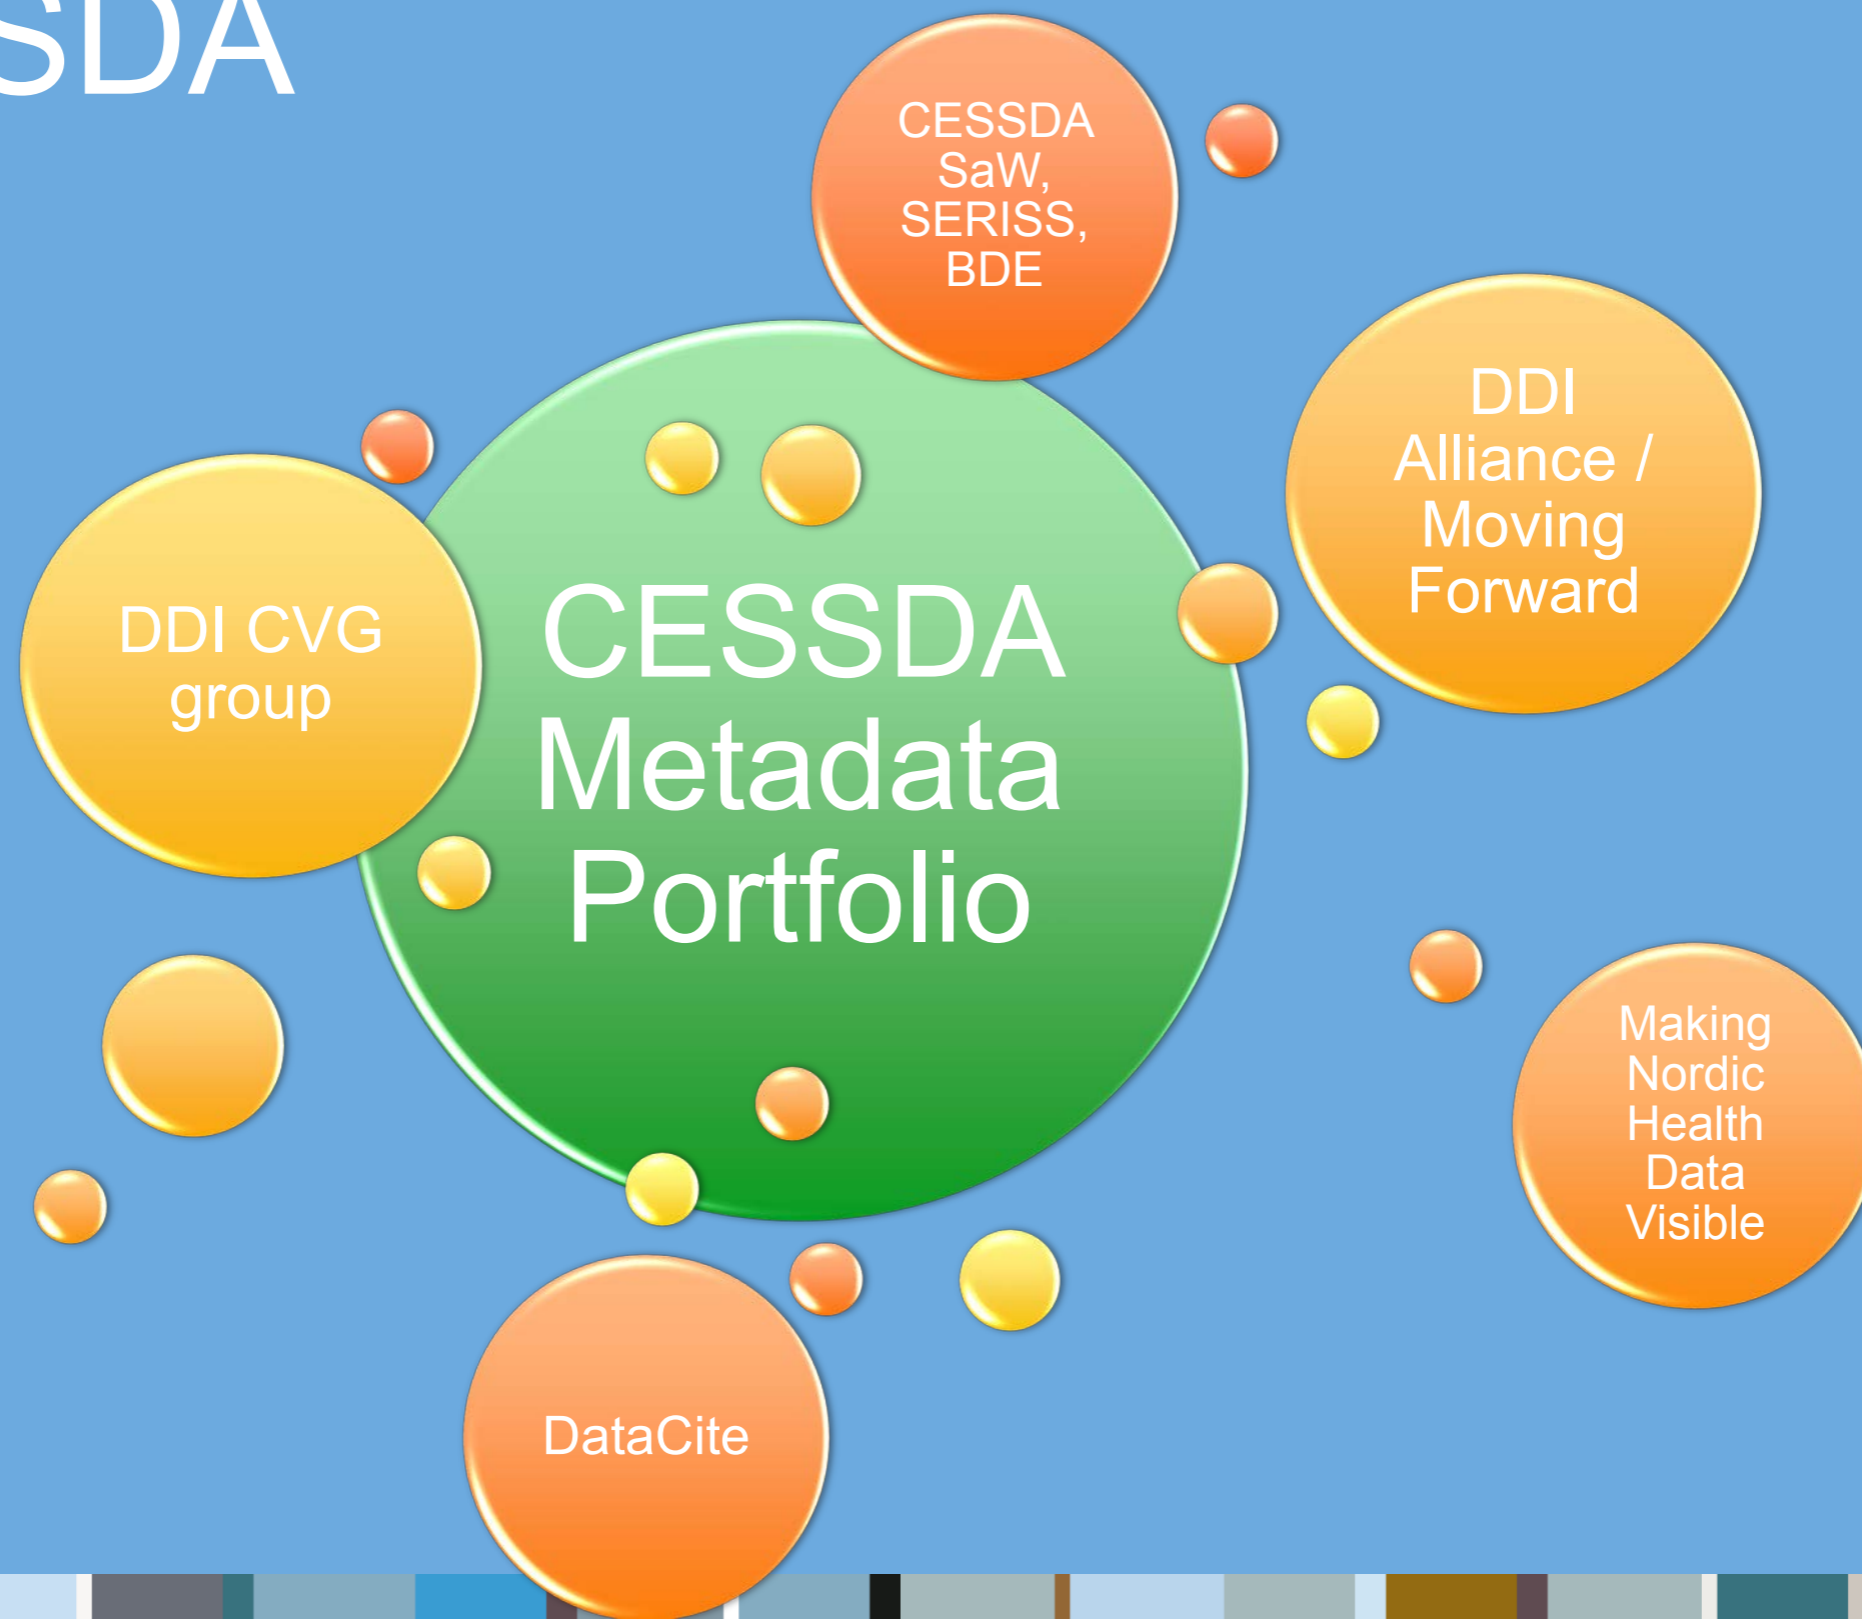 SDA
CESSDA
SaW,
SERISS,
BDE
DDI
Alliance /
Moving
Forward
DDI CVG
group
CESSDA
Metadata
Portfolio
Making
Nordic
Health
Data
Visible
DataCite